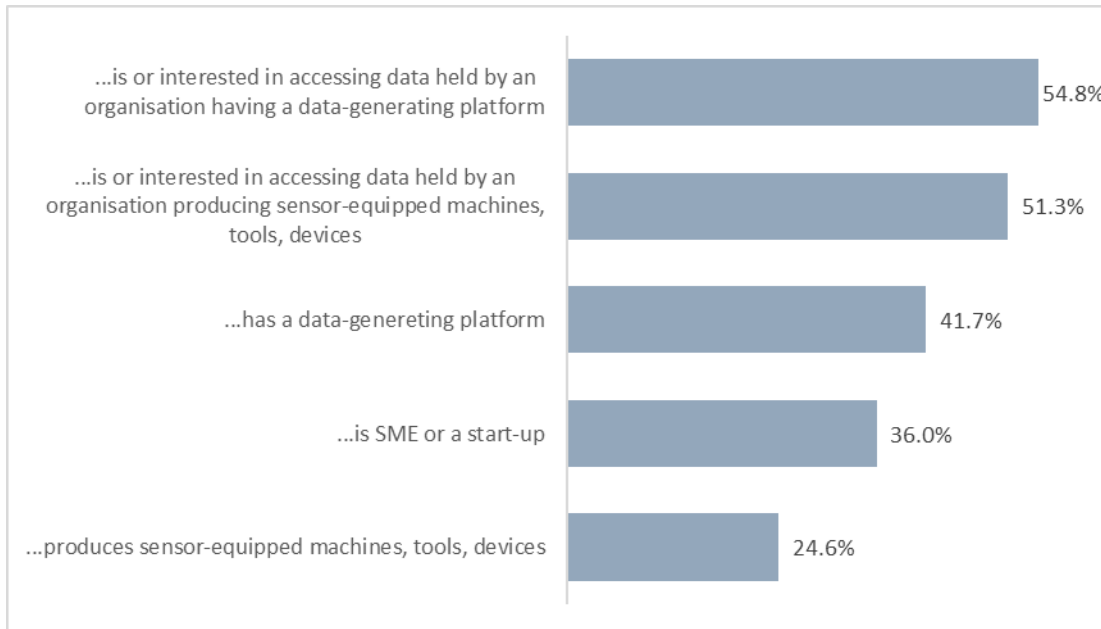 ...is or interested in accessing data held by an
organisation having a data-generating platform
54.8%
...is or interested in accessing data held by an
organisation producing sensor-equipped machines,
tools, devices
51.3%
...has a data-genereting platform
41.7%
...is SME or a start-up
36.0%
...produces sensor-equipped machines, tools, devices
24.6%